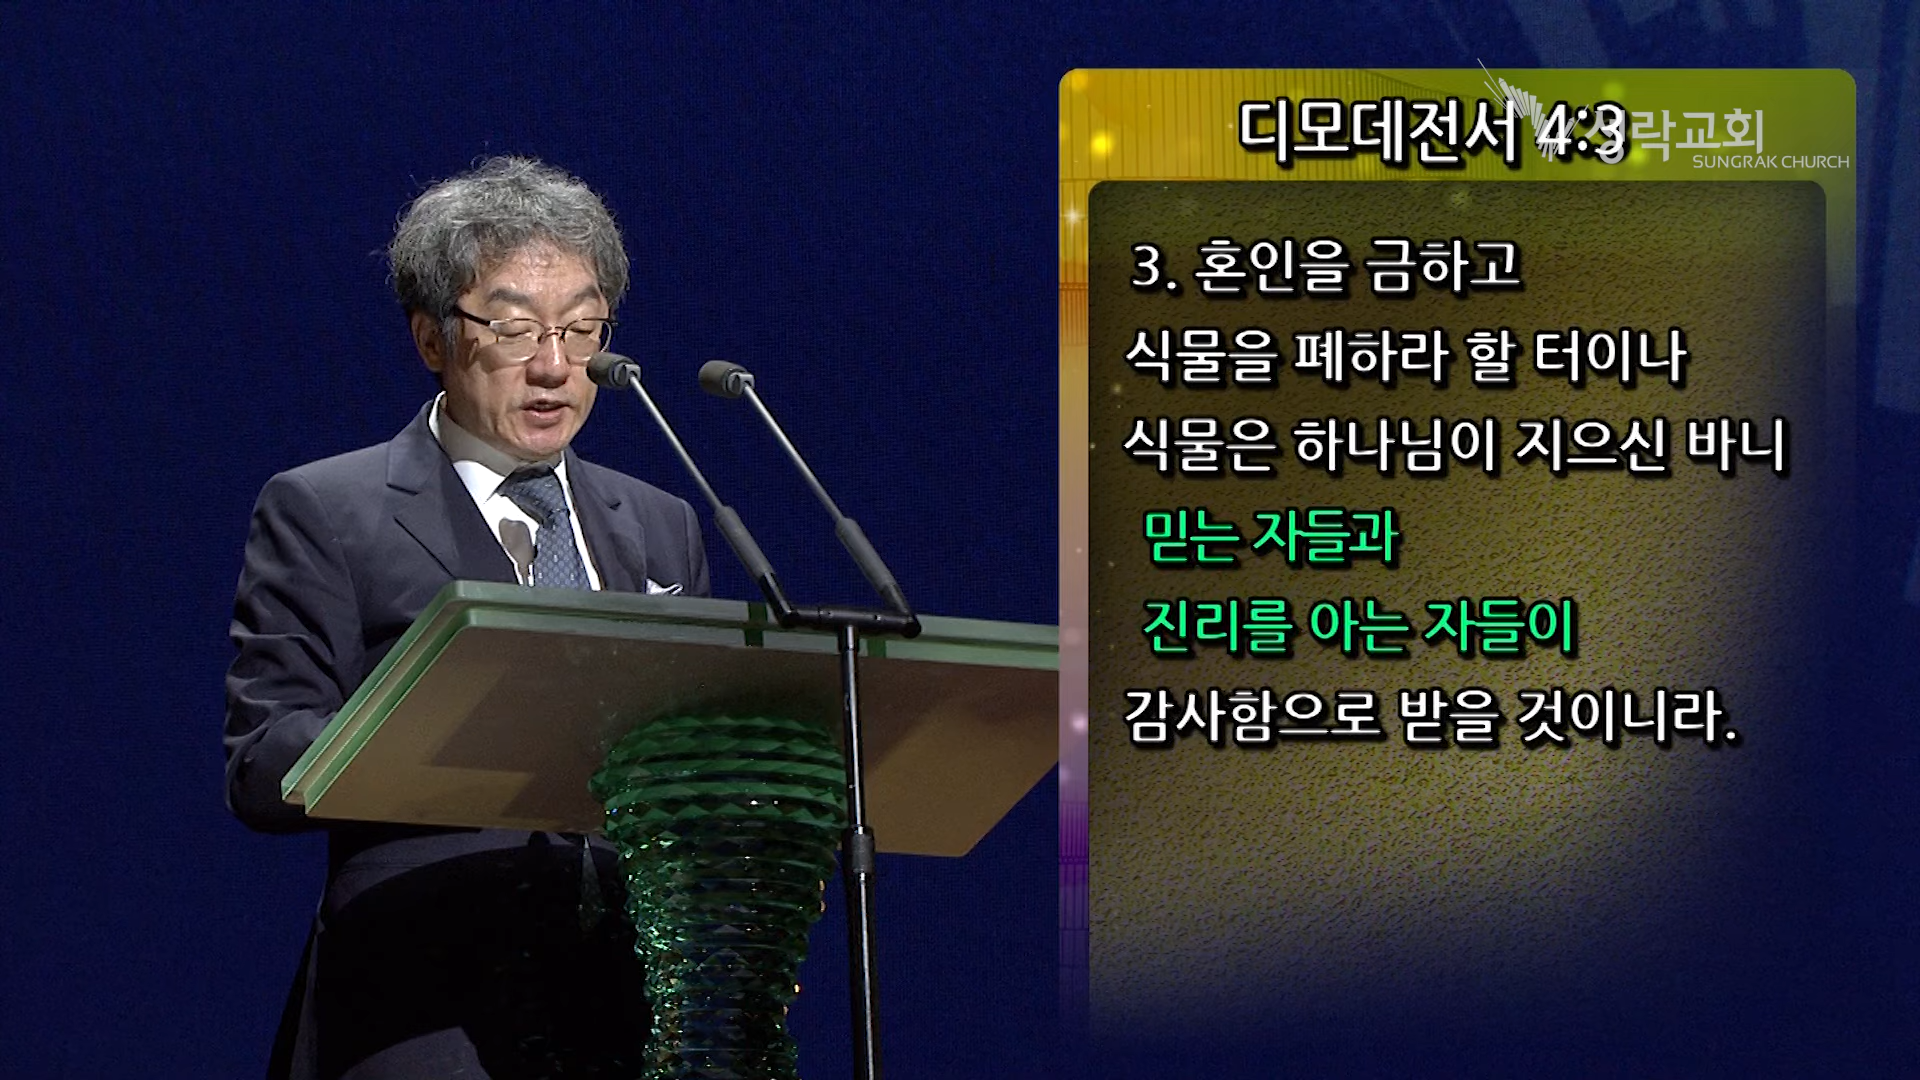 디모데전서 4:3
성락교회
SUNGRAK CHURCH
3. 혼인을 금하고
식물을 폐하라 할 터이나
식물은 하나님이 지으신 바니
믿는 자들과
진리를 아는 자들이
감사함으로 받을 것이니라.